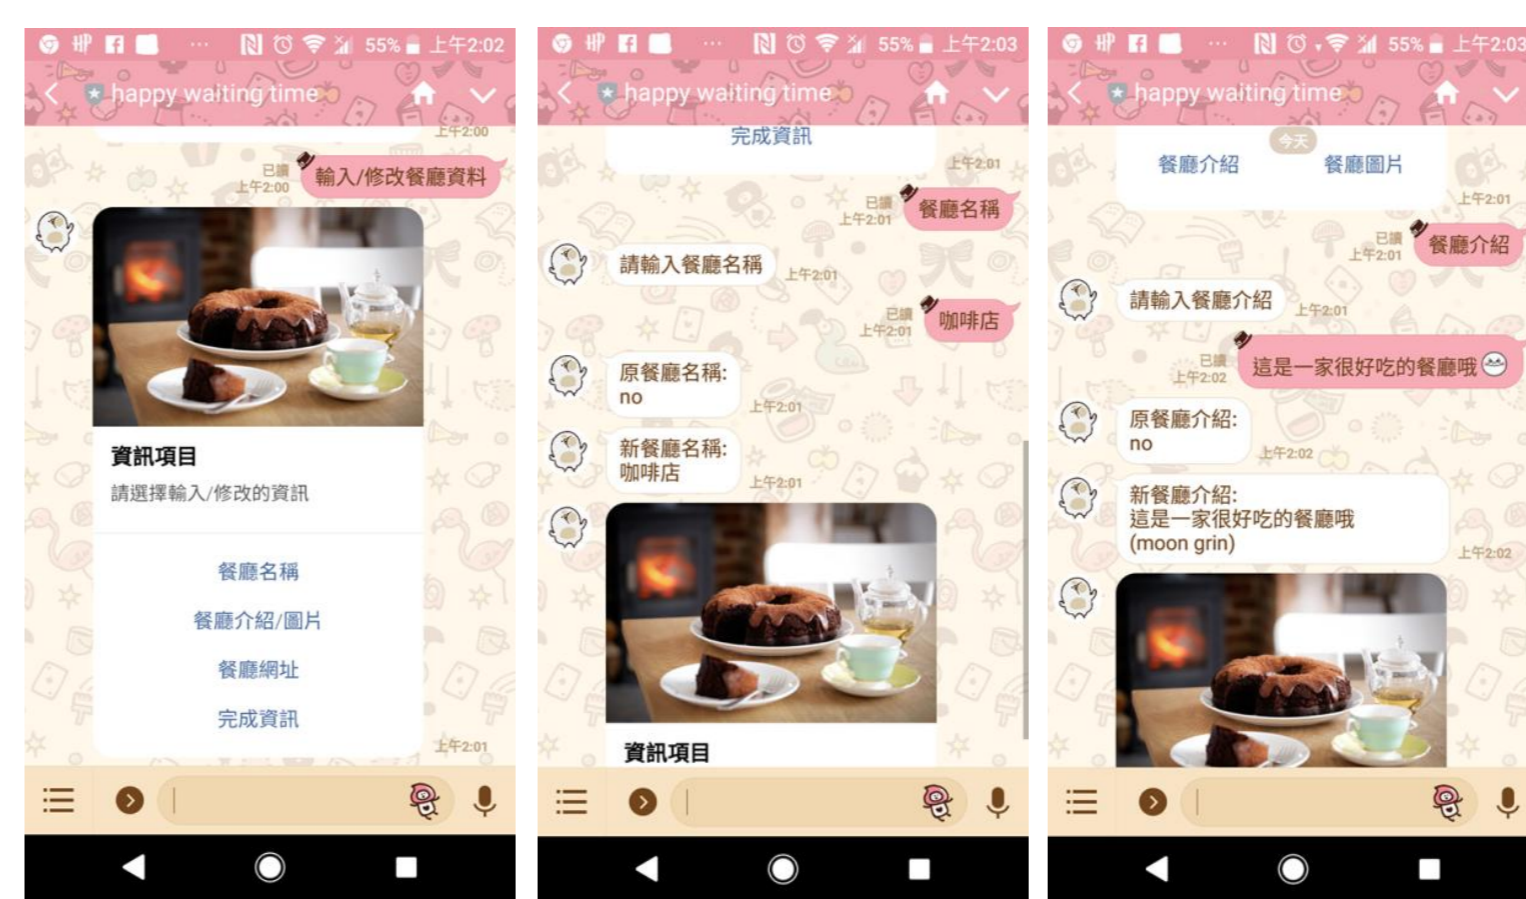 55% 上午2:02
happy waiting time
上午2:00
已讀
上午2:00
輸入/修改餐廳資料
資訊項目
請選擇輸入/修改的資訊
餐廳名稱
餐廳介紹/圖片
餐廳網址
完成資訊
上午2:01
55% 上午2:03
happy waiting time
完成資訊
上午2:01
已讀
上午2:01
餐廳名稱
請輸入餐廳名稱
上午2:01
已讀
上午2:01
咖啡店
原餐廳名稱:
no
上午2:01
新餐廳名稱:
咖啡店
上午2:01
資訊項目
55% 上午2:03
happy waiting time
今天
餐廳介紹 餐廳圖片
上午2:01
已讀
上午2:01
餐廳介紹
請輸入餐廳介紹
上午2:01
已讀
上午2:02
這是一家很好吃的餐廳哦
原餐廳介紹:
no
上午2:02
新餐廳介紹:
這是一家很好吃的餐廳哦
(moon grin)
上午2:02